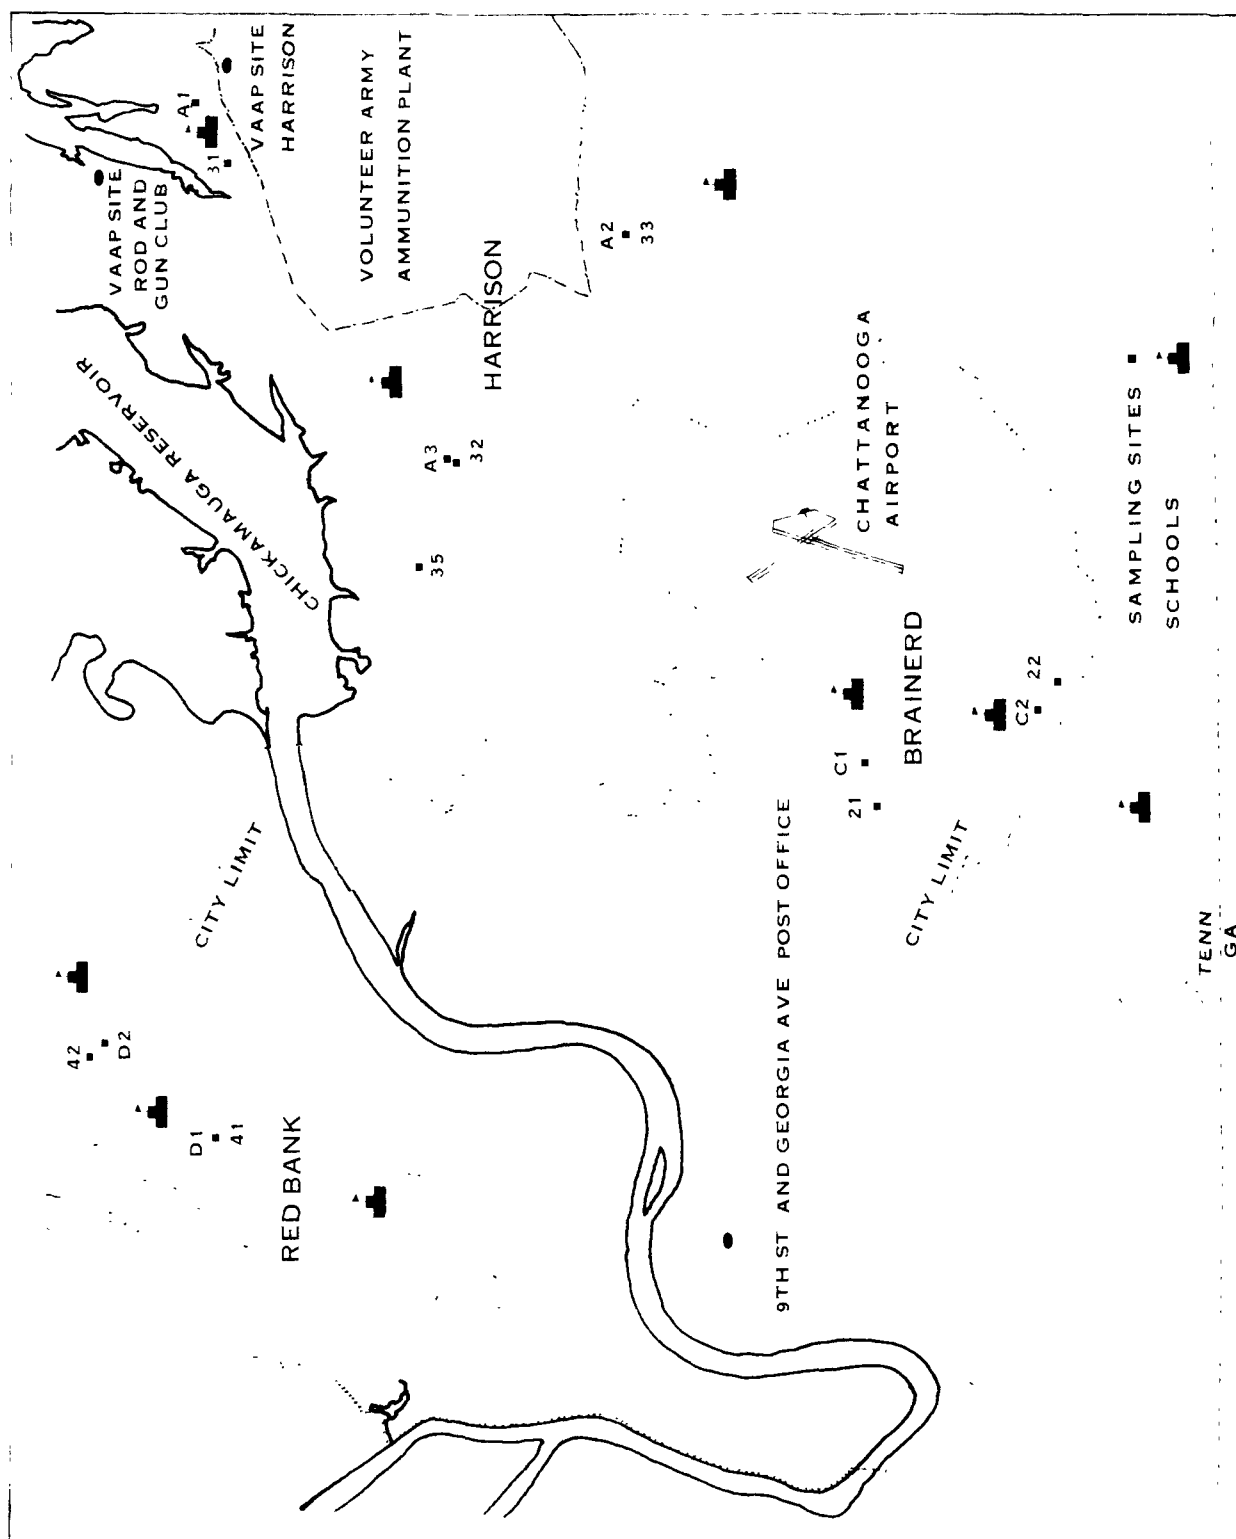 VAAP SITE
ROD AND
GUN CLUB
A1
31
VAAP SITE
HARRISON
VOLUNTEER ARMY
AMMUNITION PLANT
A2
33
HARRISON
CHICKAMAUGA RESERVOIR
A3
32
35
CHATTANOOGA
AIRPORT
SAMPLING SITES
SCHOOLS
BRAINERD
C1
21
C2
22
CITY LIMIT
CITY LIMIT
9TH ST AND GEORGIA AVE POST OFFICE
TENN
GA
42
D2
D1
41
RED BANK